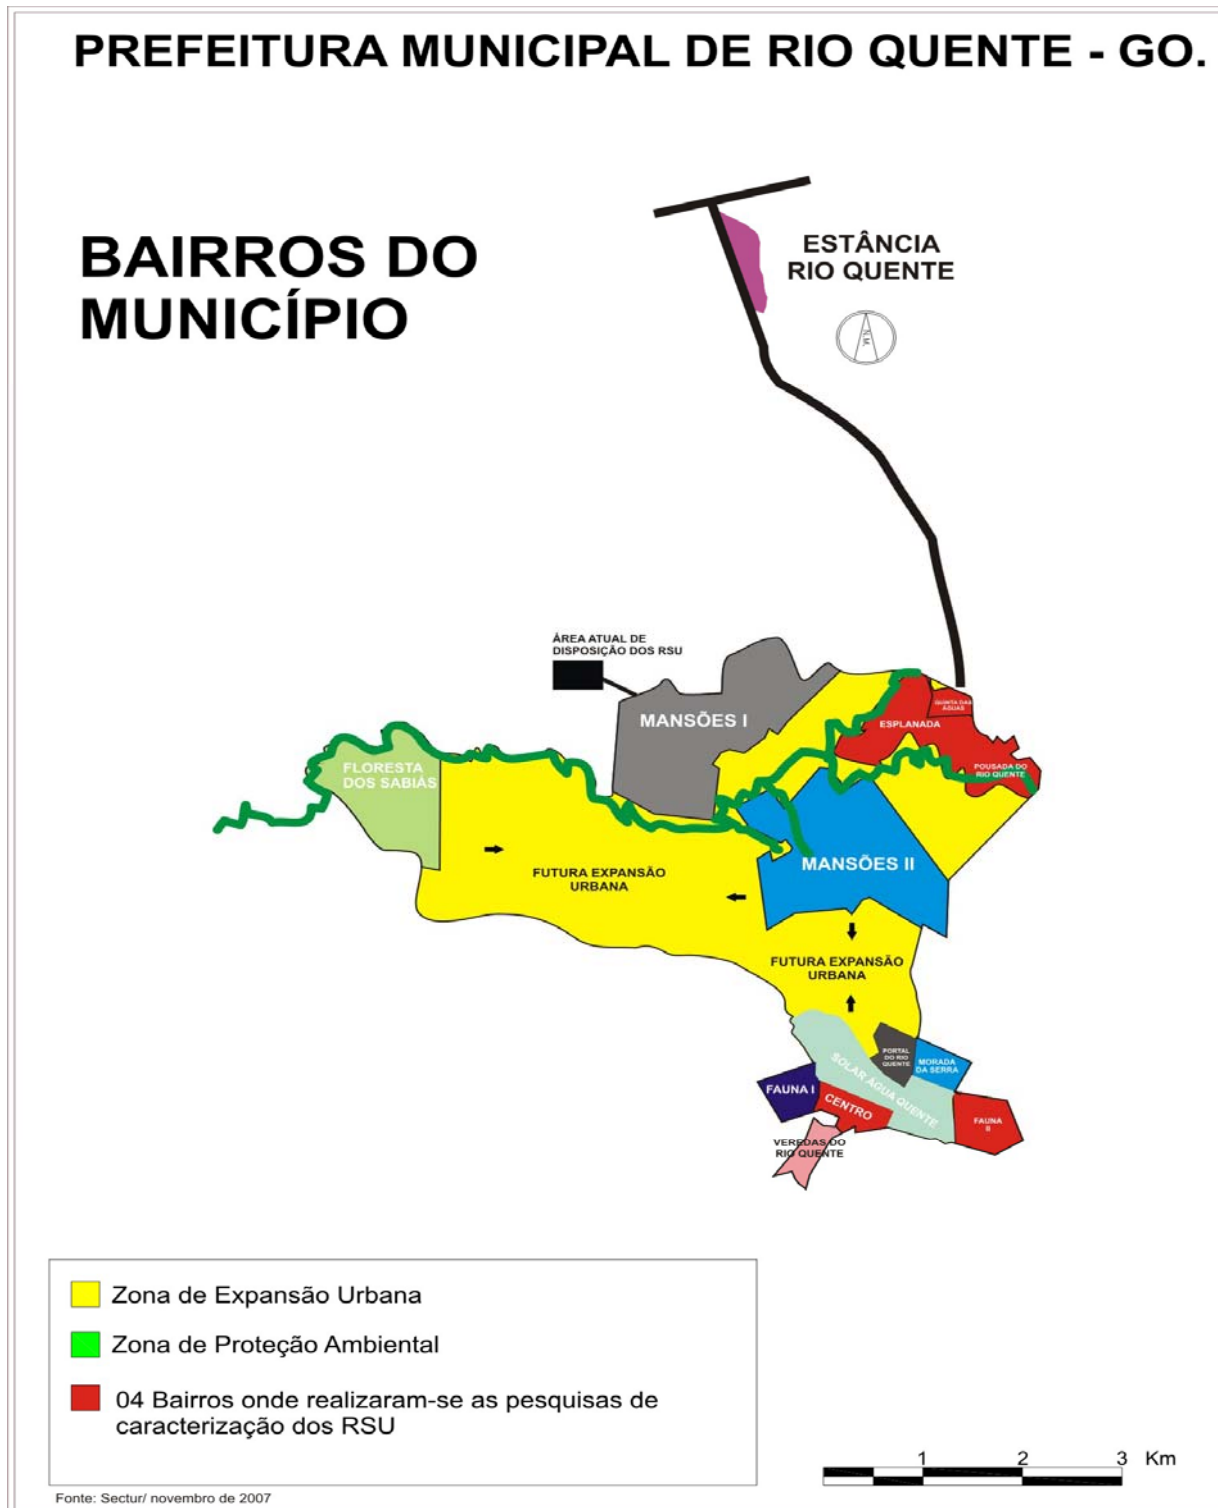 PREFEITURA MUNICIPAL DE RIO QUENTE - GO.
BAIRROS DO
MUNICÍPIO
ESTÂNCIA
RIO QUENTE
N.M.
ÁREA ATUAL DE
DISPOSIÇÃO DOS RSU
MANSÕES I
QUINTA DAS
ÁGUAS
ESPLANADA
POUSADA DO
RIO QUENTE
FLORESTA
DOS SABIÁS
MANSÕES II
FUTURA EXPANSÃO
URBANA
FUTURA EXPANSÃO
URBANA
PORTAL
DO RIO
QUENTE
MORADA
DA SERRA
SOLAR ÁGUA QUENTE
FAUNA I
CENTRO
FAUNA
II
VEREDAS DO
RIO QUENTE
Zona de Expansão Urbana
Zona de Proteção Ambiental
04 Bairros onde realizaram-se as pesquisas de
caracterização dos RSU
1 2 3 Km
Fonte: Sectur/ novembro de 2007